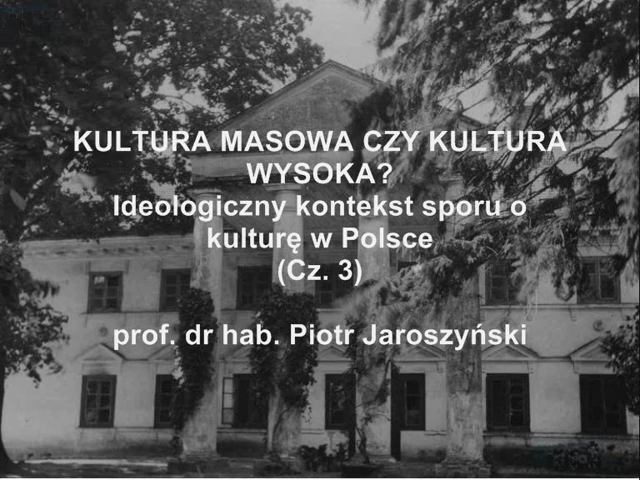 KULTURA MASOWA CZY KULTURA
WYSOKA?
Ideologiczny kontekst sporu o
kulturę w Polsce
(Cz. 3)
prof. dr hab. Piotr Jaroszyński